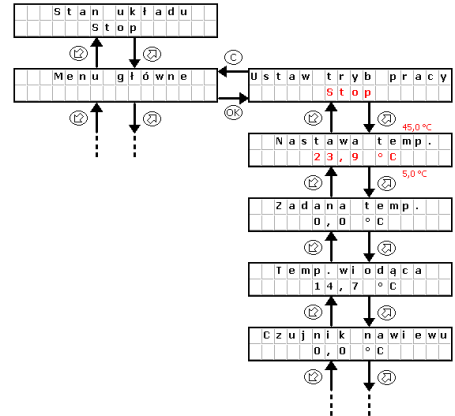 Stan układu
Stop
C
Menu główne
OK
Ustaw tryb pracy
Stop
45,0 °C
Nastawa temp.
23,9 °C
5,0 °C
Zadana temp.
0,0 °C
Temp.wiodąca
14,7 °C
Czujnik nawiewu
0,0 °C